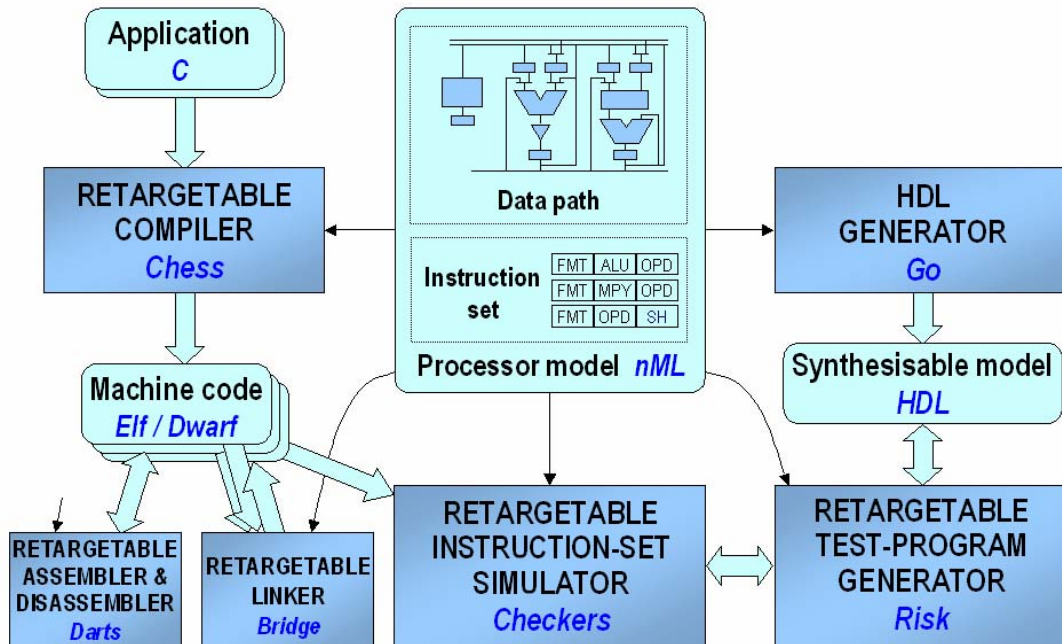 Application
C
RETARGETABLE
COMPILER
Chess
Machine code
Elf / Dwarf
RETARGETABLE
ASSEMBLER &
DISASSEMBLER
Darts
RETARGETABLE
LINKER
Bridge
Data path
Instruction
set
FMT ALU OPD
FMT MPY OPD
FMT OPD SH
Processor model nML
RETARGETABLE
INSTRUCTION-SET
SIMULATOR
Checkers
HDL
GENERATOR
Go
Synthesisable model
HDL
RETARGETABLE
TEST-PROGRAM
GENERATOR
Risk